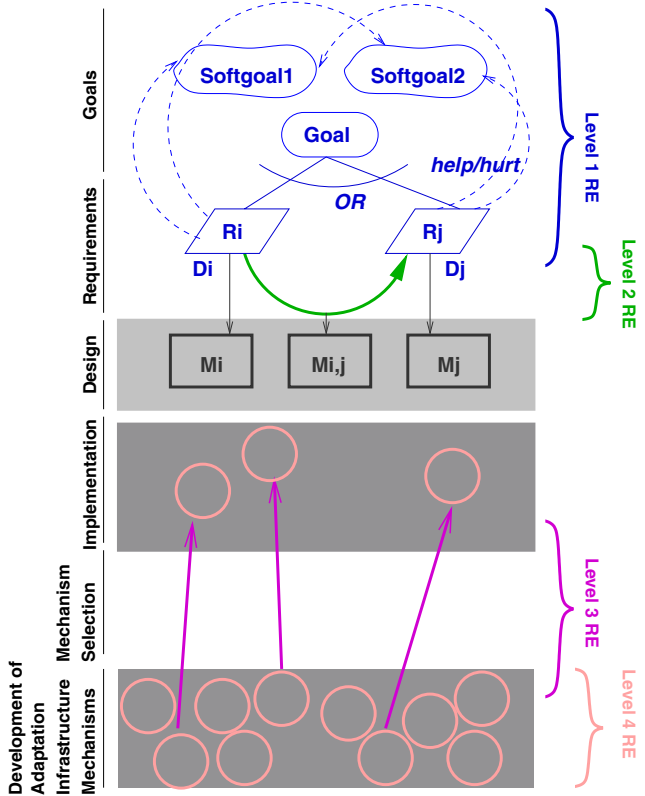 Goals
Softgoal1
Softgoal2
Goal
help/hurt
OR
Level 1 RE
Requirements
Ri
Rj
Di
Dj
Level 2 RE
Design
Mi
Mi,j
Mj
Implementation
Mechanism
Selection
Level 3 RE
Development of
Adaptation
Infrastructure
Mechanisms
Level 4 RE